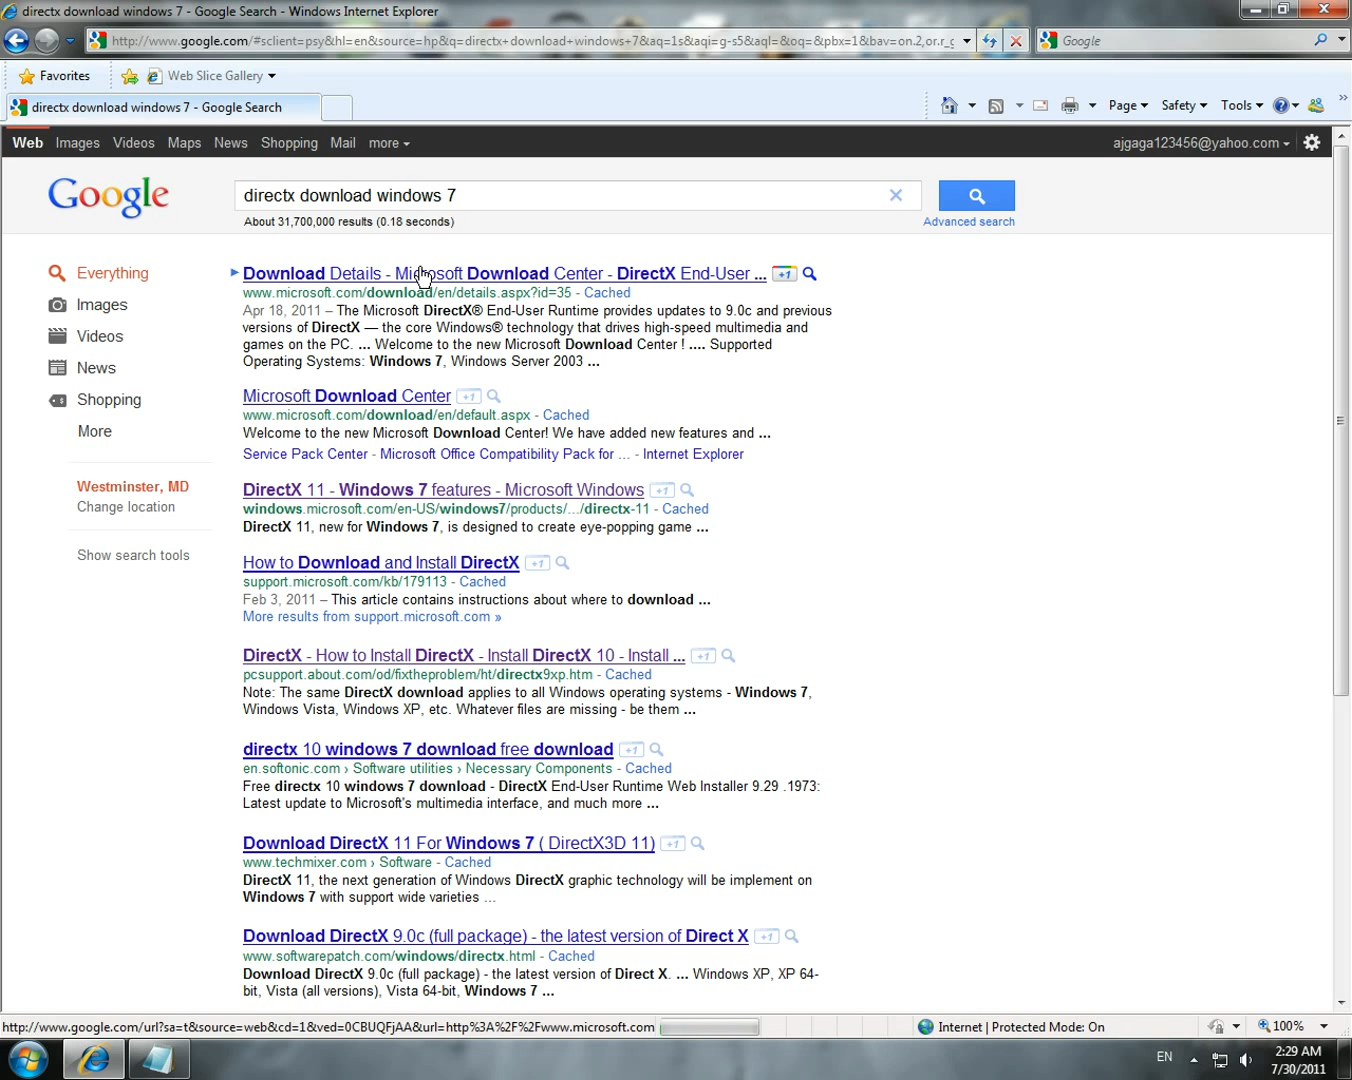 directx download windows 7 - Google Search - Windows Internet Explorer
http://www.google.com/#sclient=psy&hl=en&source=hp&q=directx+download+windows+7&aq=1s&aqi=g-s5&aql=&oq=&pbx=1&bav=on.2,or.r_g
Google
Favorites
Web Slice Gallery
directx download windows 7 - Google Search
Page
Safety
Tools
»
Web Images Videos Maps News Shopping Mail more
ajgaga123456@yahoo.com
Google
directx download windows 7
About 31,700,000 results (0.18 seconds)
Advanced search
Everything
Images
Videos
News
Shopping
More
Westminster, MD
Change location
Show search tools
Download Details - Microsoft Download Center - DirectX End-User ... +1
www.microsoft.com/download/en/details.aspx?id=35 - Cached
Apr 18, 2011 – The Microsoft DirectX® End-User Runtime provides updates to 9.0c and previous
versions of DirectX — the core Windows® technology that drives high-speed multimedia and
games on the PC. ... Welcome to the new Microsoft Download Center ! .... Supported
Operating Systems: Windows 7, Windows Server 2003 ...
Microsoft Download Center +1
www.microsoft.com/download/en/default.aspx - Cached
Welcome to the new Microsoft Download Center! We have added new features and ...
Service Pack Center - Microsoft Office Compatibility Pack for ... - Internet Explorer
DirectX 11 - Windows 7 features - Microsoft Windows +1
windows.microsoft.com/en-US/windows7/products/.../directx-11 - Cached
DirectX 11, new for Windows 7, is designed to create eye-popping game ...
How to Download and Install DirectX +1
support.microsoft.com/kb/179113 - Cached
Feb 3, 2011 – This article contains instructions about where to download ...
More results from support.microsoft.com »
DirectX - How to Install DirectX - Install DirectX 10 - Install ... +1
pcsupport.about.com/od/fixtheproblem/ht/directx9xp.htm - Cached
Note: The same DirectX download applies to all Windows operating systems - Windows 7,
Windows Vista, Windows XP, etc. Whatever files are missing - be them ...
directx 10 windows 7 download free download +1
en.softonic.com › Software utilities › Necessary Components - Cached
Free directx 10 windows 7 download - DirectX End-User Runtime Web Installer 9.29 .1973:
Latest update to Microsoft's multimedia interface, and much more ...
Download DirectX 11 For Windows 7 ( DirectX3D 11) +1
www.techmixer.com › Software - Cached
DirectX 11, the next generation of Windows DirectX graphic technology will be implement on
Windows 7 with support wide varieties ...
Download DirectX 9.0c (full package) - the latest version of Direct X +1
www.softwarepatch.com/windows/directx.html - Cached
Download DirectX 9.0c (full package) - the latest version of Direct X. ... Windows XP, XP 64-
bit, Vista (all versions), Vista 64-bit, Windows 7 ...
http://www.google.com/url?sa=t&source=web&cd=1&ved=0CBUQFjAA&url=http%3A%2F%2Fwww.microsoft.com
Internet | Protected Mode: On
100%
EN
2:29 AM
7/30/2011